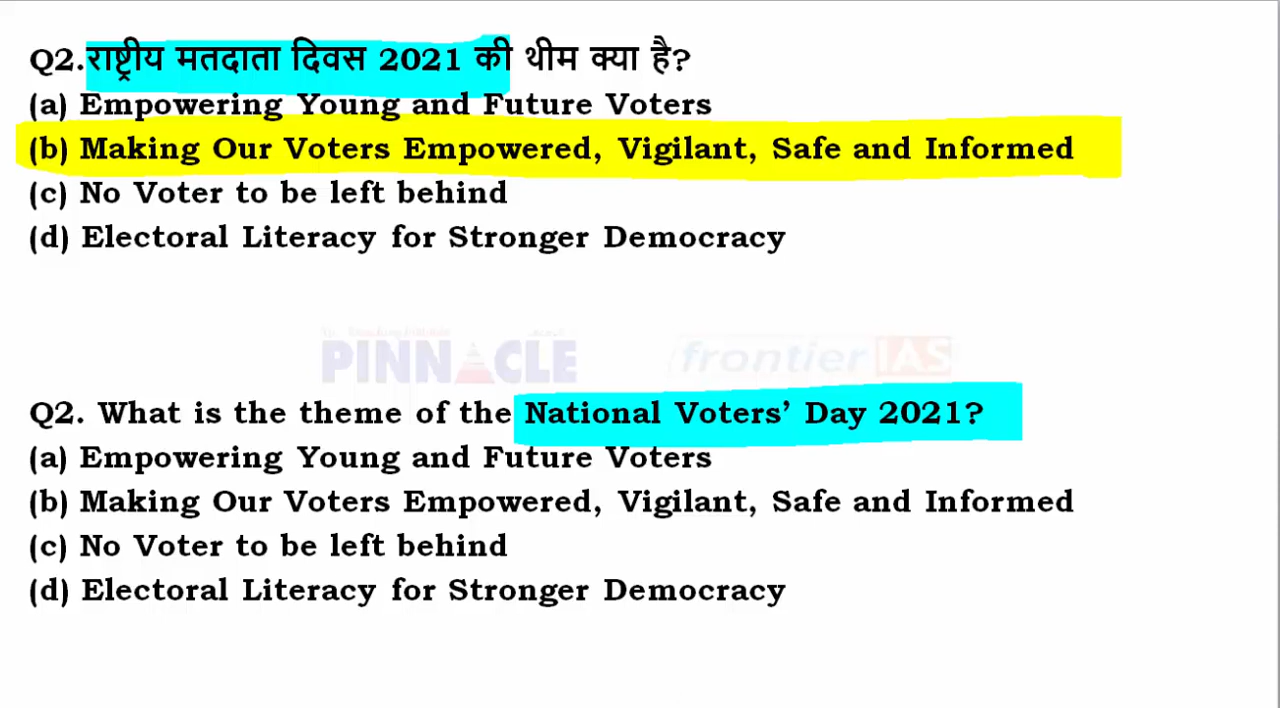 Q2.राष्ट्रीय मतदाता दिवस 2021 की थीम क्या है?
(a) Empowering Young and Future Voters
(b) Making Our Voters Empowered, Vigilant, Safe and Informed
(c) No Voter to be left behind
(d) Electoral Literacy for Stronger Democracy
PINNACLE frontier IAS
Q2. What is the theme of the National Voters’ Day 2021?
(a) Empowering Young and Future Voters
(b) Making Our Voters Empowered, Vigilant, Safe and Informed
(c) No Voter to be left behind
(d) Electoral Literacy for Stronger Democracy